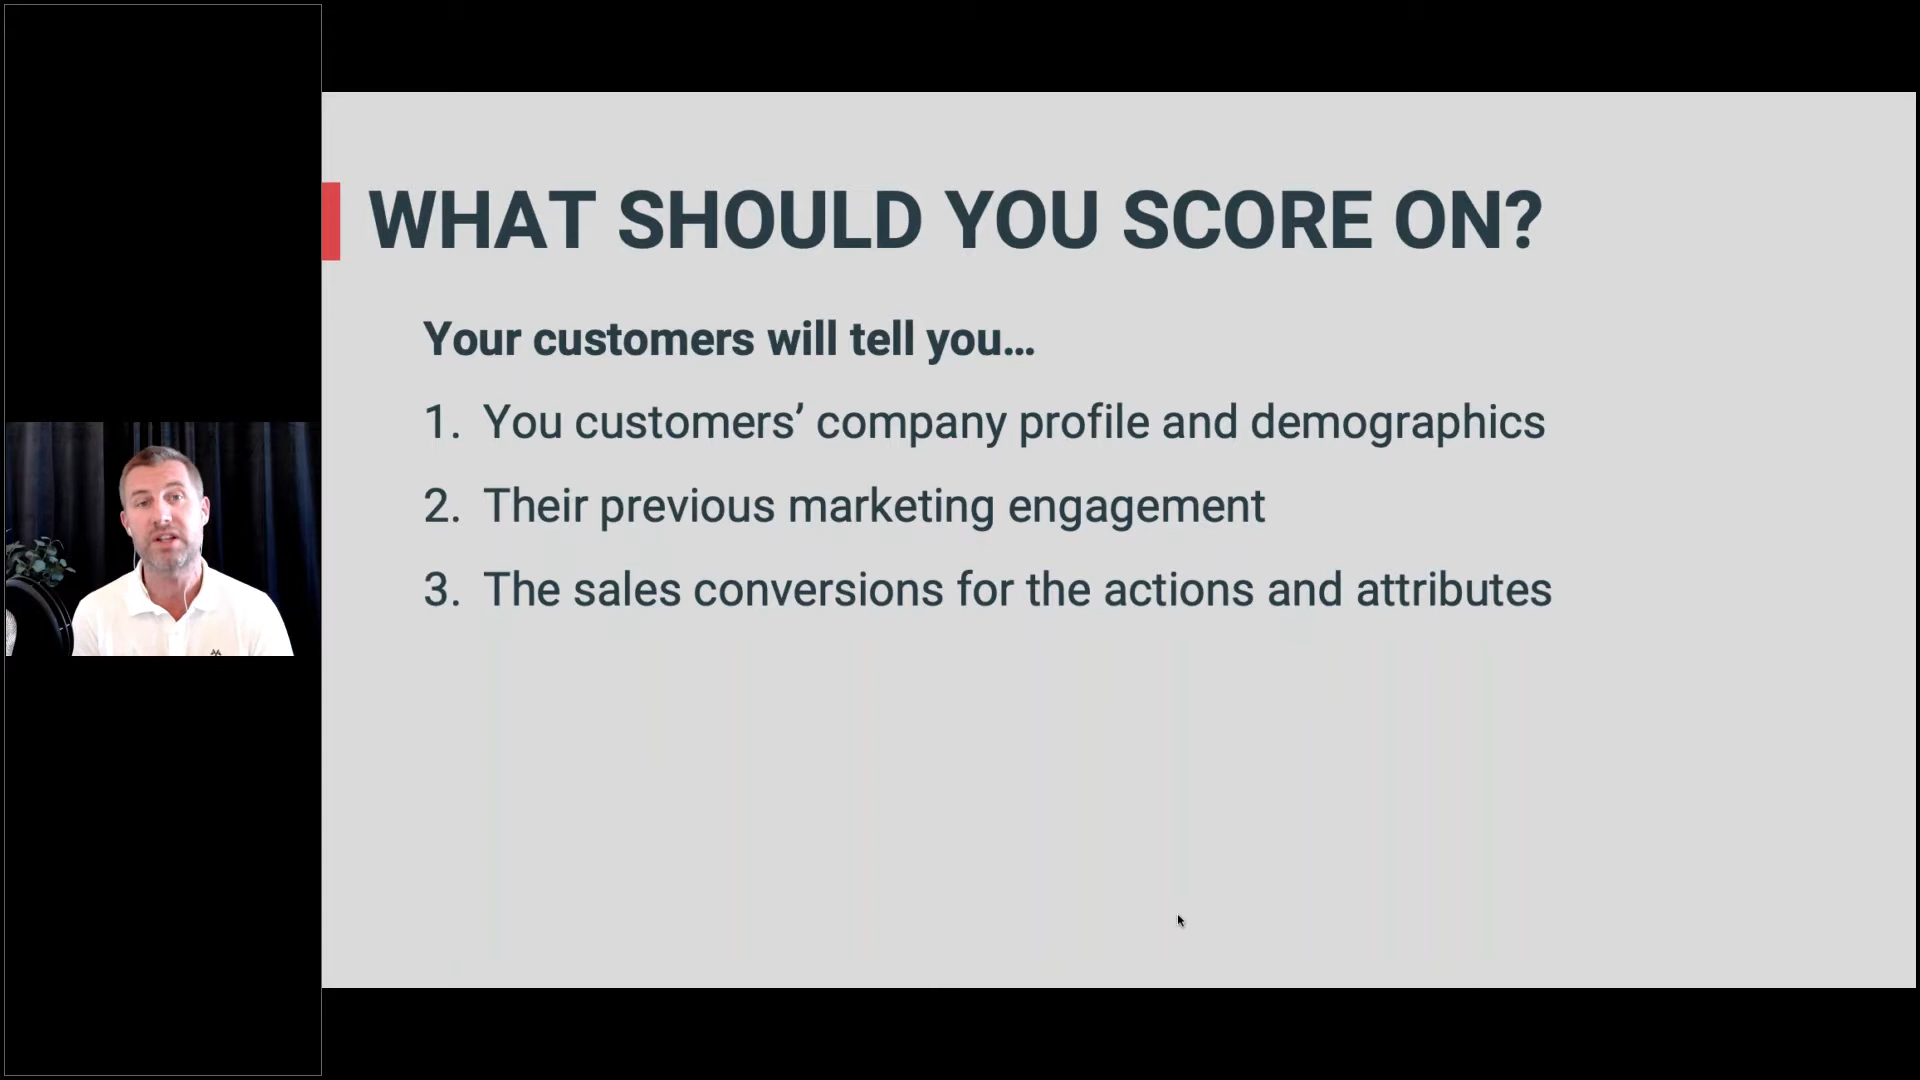 WHAT SHOULD YOU SCORE ON?
Your customers will tell you…
1. You customers’ company profile and demographics
2. Their previous marketing engagement
3. The sales conversions for the actions and attributes